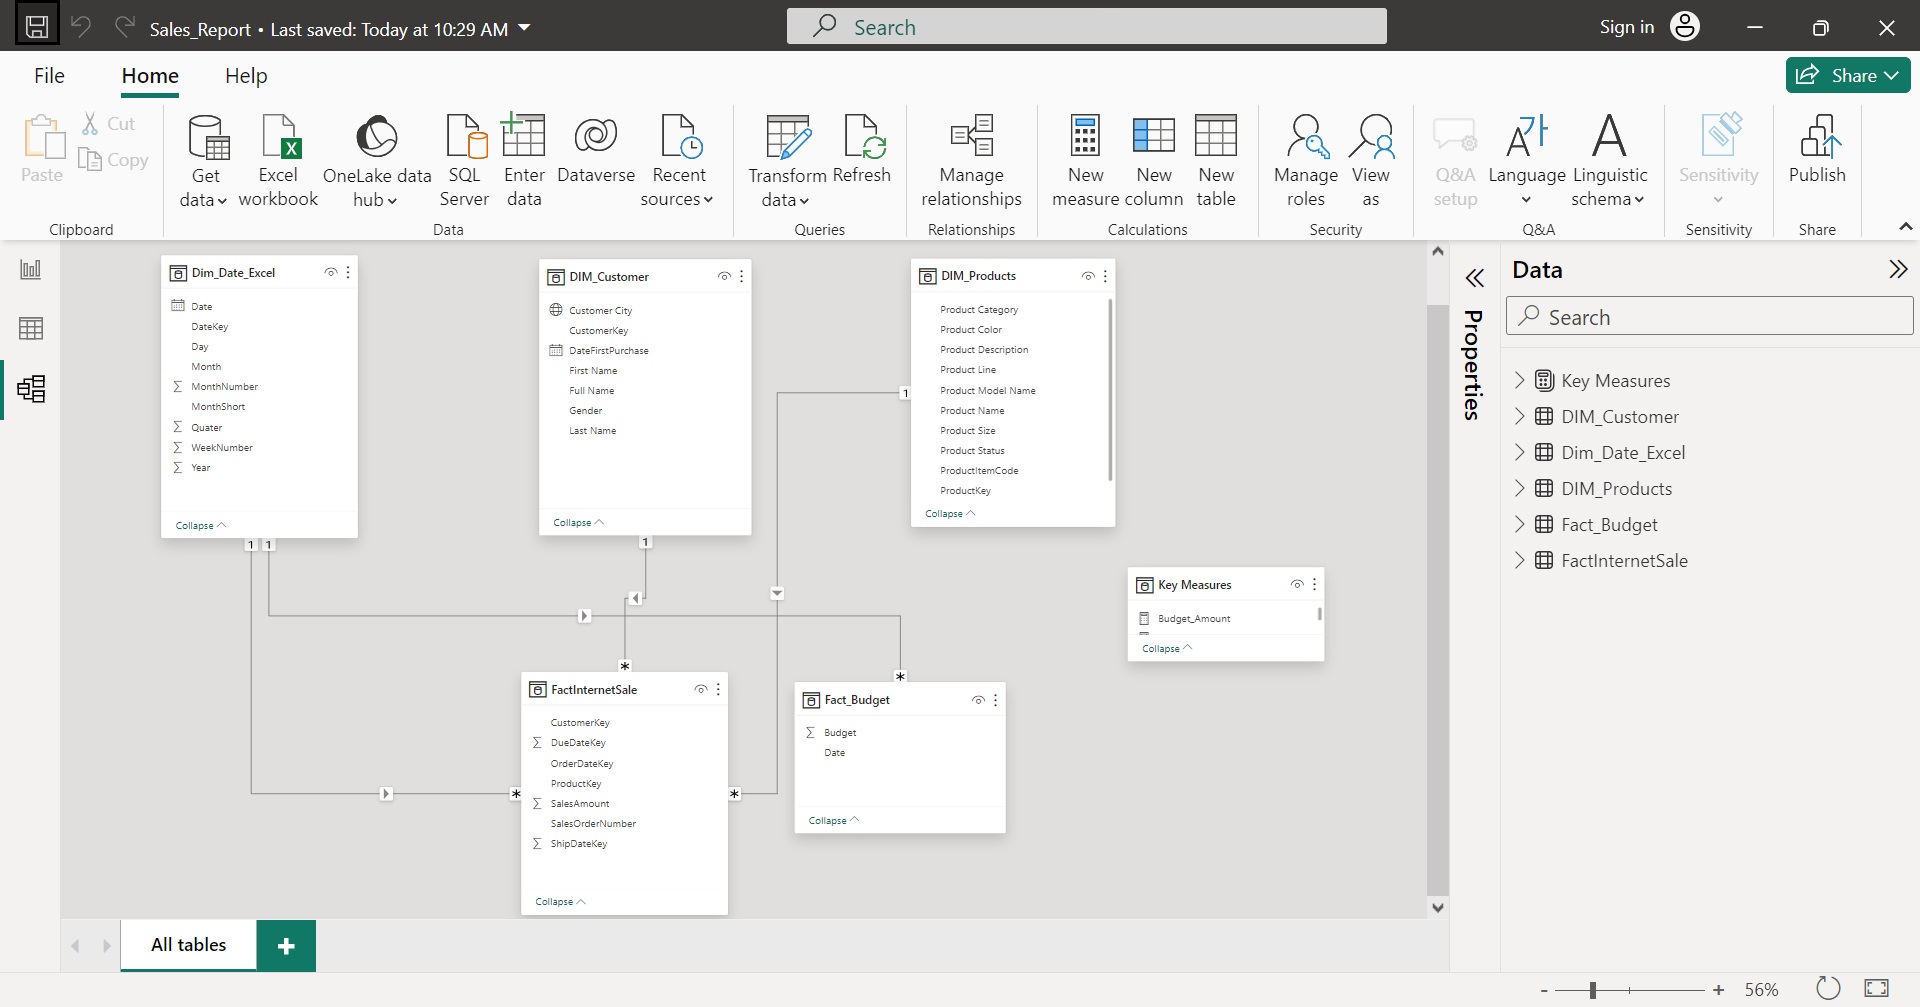 Sales_Report • Last saved: Today at 10:29 AM
Search
Sign in
File
Home
Help
Share
Paste
Cut
Copy
Clipboard
Get data
Excel workbook
OneLake data hub
SQL Server
Enter data
Dataverse
Recent sources
Data
Transform data
Refresh
Queries
Manage relationships
Relationships
New measure
New column
New table
Calculations
Manage roles
View as
Security
Q&A setup
Language
Linguistic schema
Q&A
Sensitivity
Sensitivity
Publish
Share
Dim_Date_Excel
Date
DateKey
Day
Month
MonthNumber
MonthShort
Quater
WeekNumber
Year
Collapse
1
1
DIM_Customer
Customer City
CustomerKey
DateFirstPurchase
First Name
Full Name
Gender
Last Name
Collapse
1
DIM_Products
Product Category
Product Color
Product Description
Product Line
Product Model Name
Product Name
Product Size
Product Status
ProductItemCode
ProductKey
Collapse
1
Key Measures
Budget_Amount
Collapse
*
FactInternetSale
CustomerKey
DueDateKey
OrderDateKey
ProductKey
SalesAmount
SalesOrderNumber
ShipDateKey
Collapse
*
*
*
Fact_Budget
Budget
Date
Collapse
Properties
Data
Search
Key Measures
DIM_Customer
Dim_Date_Excel
DIM_Products
Fact_Budget
FactInternetSale
All tables
+
- + 56%